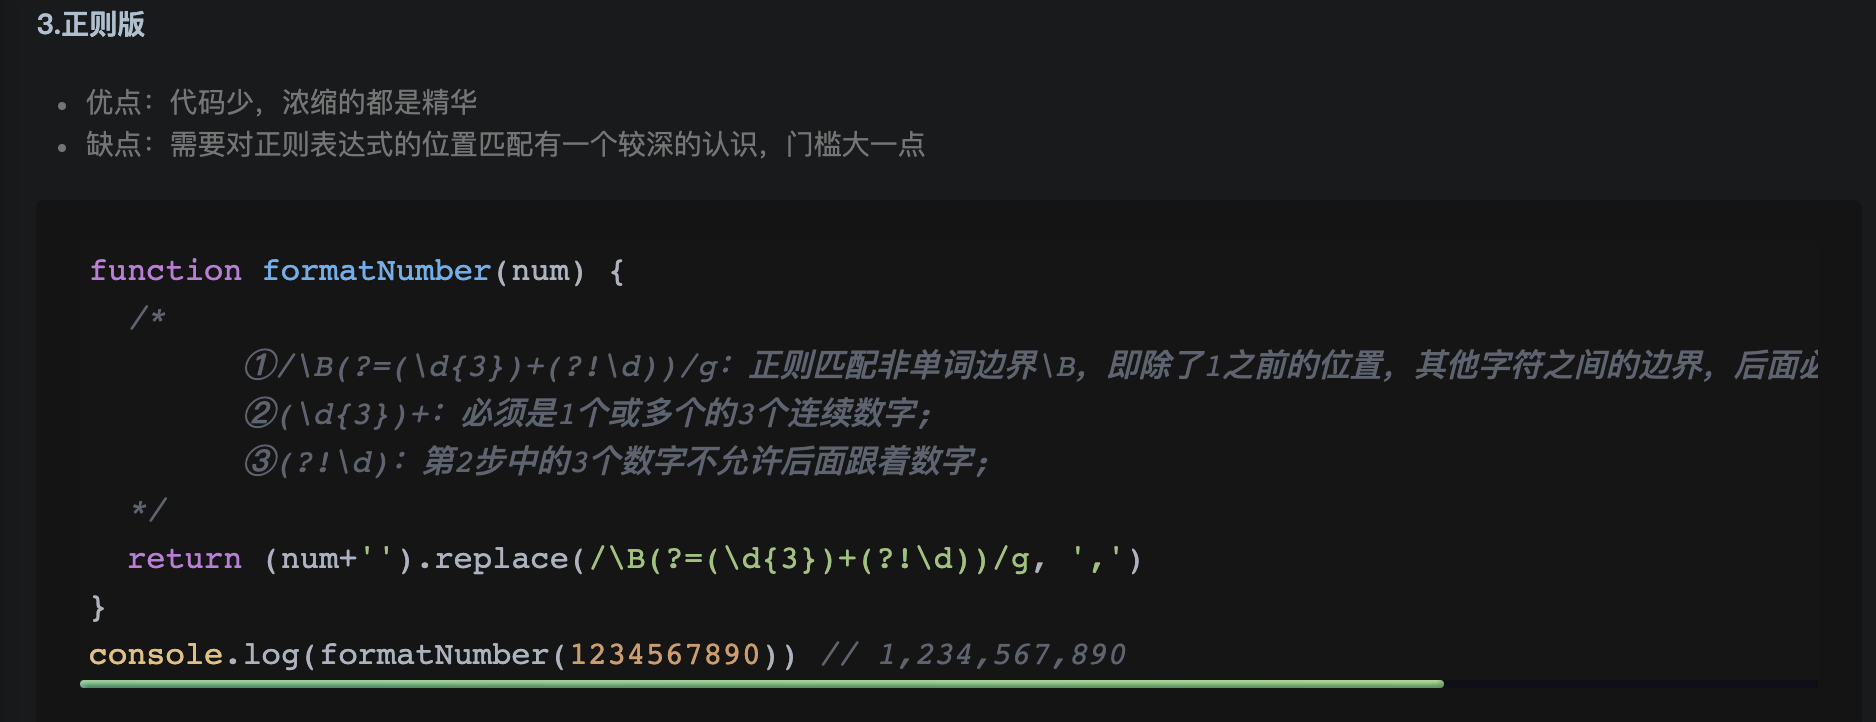 3.正则版
优点：代码少，浓缩的都是精华
缺点：需要对正则表达式的位置匹配有一个较深的认识，门槛大一点
function formatNumber(num) {
/*
①/\B(?=(\d{3})+(?!\d))/g：正则匹配非单词边界\B，即除了1之前的位置，其他字符之间的边界，后面
②(\d{3})+：必须是1个或多个的3个连续数字；
③(?!\d)：第2步中的3个数字不允许后面跟着数字；
*/
return (num+'').replace(/\B(?=(\d{3})+(?!\d))/g, ',')
}
console.log(formatNumber(1234567890)) // 1,234,567,890